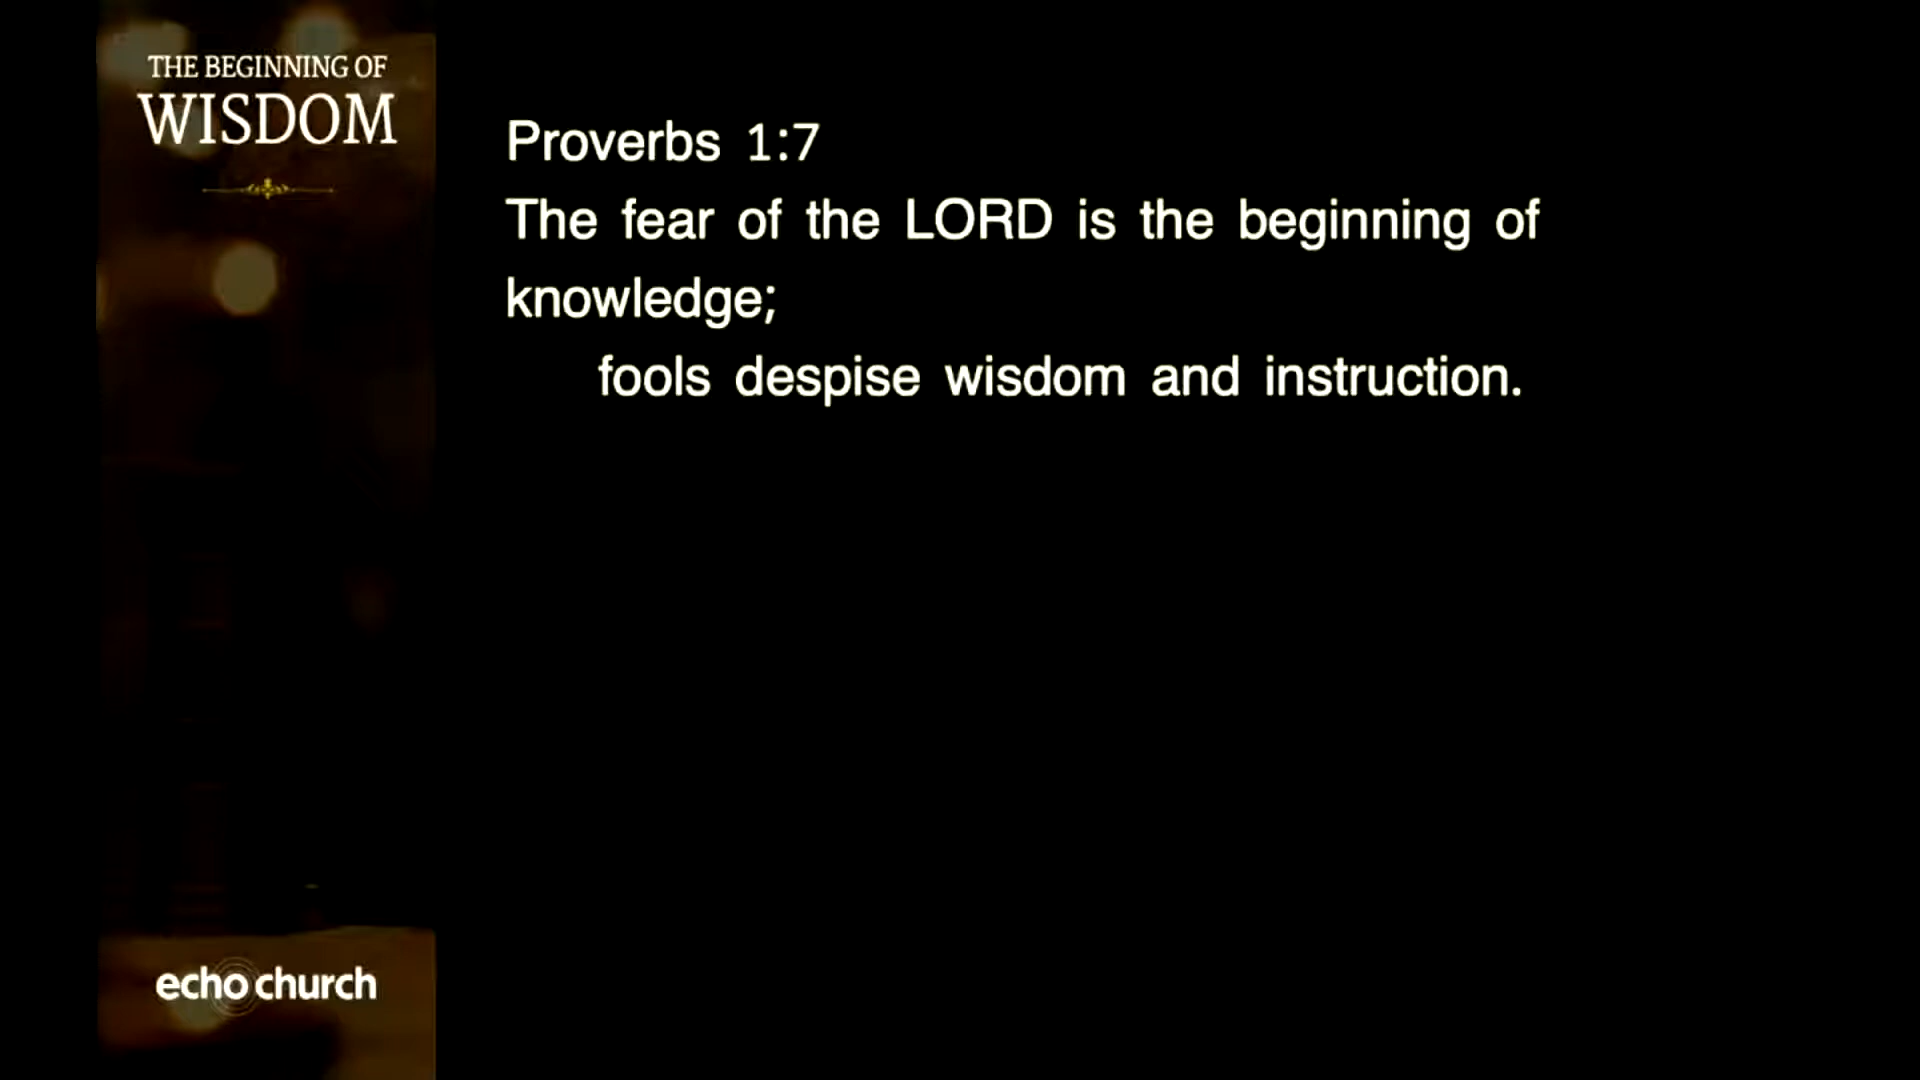 THE BEGINNING OF
WISDOM
Proverbs 1:7
The fear of the LORD is the beginning of
knowledge;
fools despise wisdom and instruction.
echo church